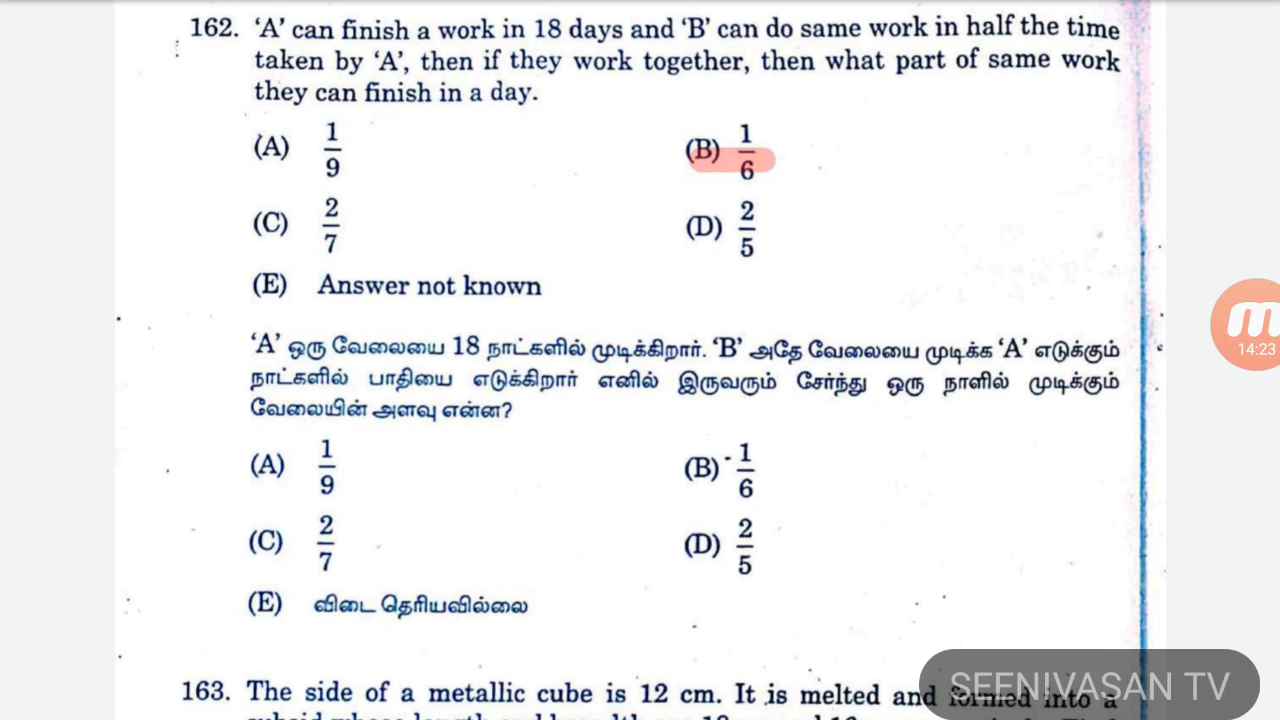 162. ‘A’ can finish a work in 18 days and ‘B’ can do same work in half the time
taken by ‘A’, then if they work together, then what part of same work
they can finish in a day.
(A) 1/9 (B) 1/6
(C) 2/7 (D) 2/5
(E) Answer not known
‘A’ ஒரு வேலையை 18 நாட்களில் முடிக்கிறார். ‘B’ அதே வேலையை முடிக்க ‘A’ எடுக்கும்
நாட்களில் பாதியை எடுக்கிறார் எனில் இருவரும் சேர்ந்து ஒரு நாளில் முடிக்கும்
வேலையின் அளவு என்ன?
(A) 1/9 (B) 1/6
(C) 2/7 (D) 2/5
(E) விடை தெரியவில்லை
163. The side of a metallic cube is 12 cm. It is melted and formed into a
14:23
SEENIVASAN TV